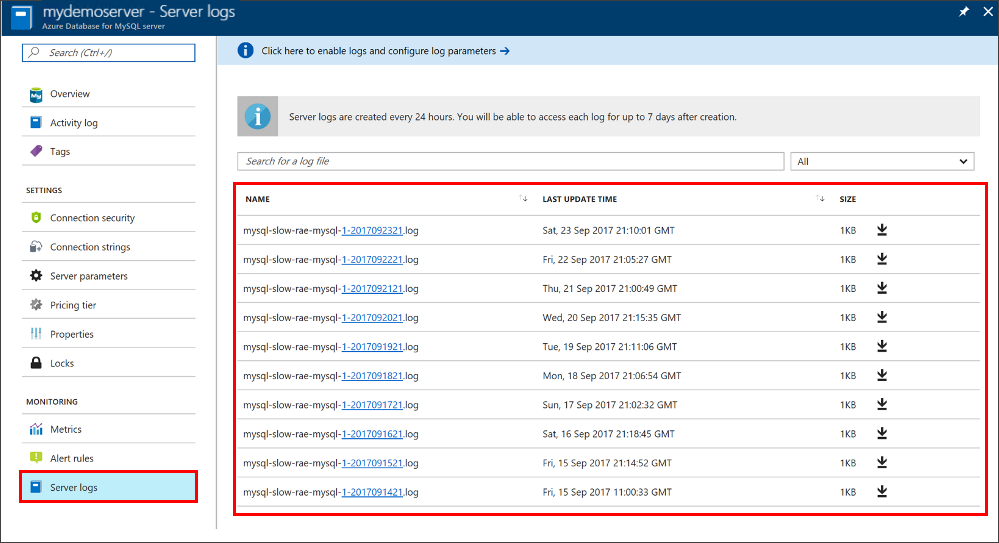 mydemoserver - Server logs
Azure Database for MySQL server
Search (Ctrl+/)
Overview
Activity log
Tags
SETTINGS
Connection security
Connection strings
Server parameters
Pricing tier
Properties
Locks
MONITORING
Metrics
Alert rules
Server logs
Click here to enable logs and configure log parameters →
Server logs are created every 24 hours. You will be able to access each log for up to 7 days after creation.
Search for a log file All
NAME LAST UPDATE TIME SIZE
mysql-slow-rae-mysql-1-2017092321.log Sat, 23 Sep 2017 21:10:01 GMT 1KB
mysql-slow-rae-mysql-1-2017092221.log Fri, 22 Sep 2017 21:05:27 GMT 1KB
mysql-slow-rae-mysql-1-2017092121.log Thu, 21 Sep 2017 21:00:49 GMT 1KB
mysql-slow-rae-mysql-1-2017092021.log Wed, 20 Sep 2017 21:15:35 GMT 1KB
mysql-slow-rae-mysql-1-2017091921.log Tue, 19 Sep 2017 21:11:06 GMT 1KB
mysql-slow-rae-mysql-1-2017091821.log Mon, 18 Sep 2017 21:06:54 GMT 1KB
mysql-slow-rae-mysql-1-2017091721.log Sun, 17 Sep 2017 21:02:32 GMT 1KB
mysql-slow-rae-mysql-1-2017091621.log Sat, 16 Sep 2017 21:18:45 GMT 1KB
mysql-slow-rae-mysql-1-2017091521.log Fri, 15 Sep 2017 21:14:52 GMT 1KB
mysql-slow-rae-mysql-1-2017091421.log Fri, 15 Sep 2017 11:00:33 GMT 1KB